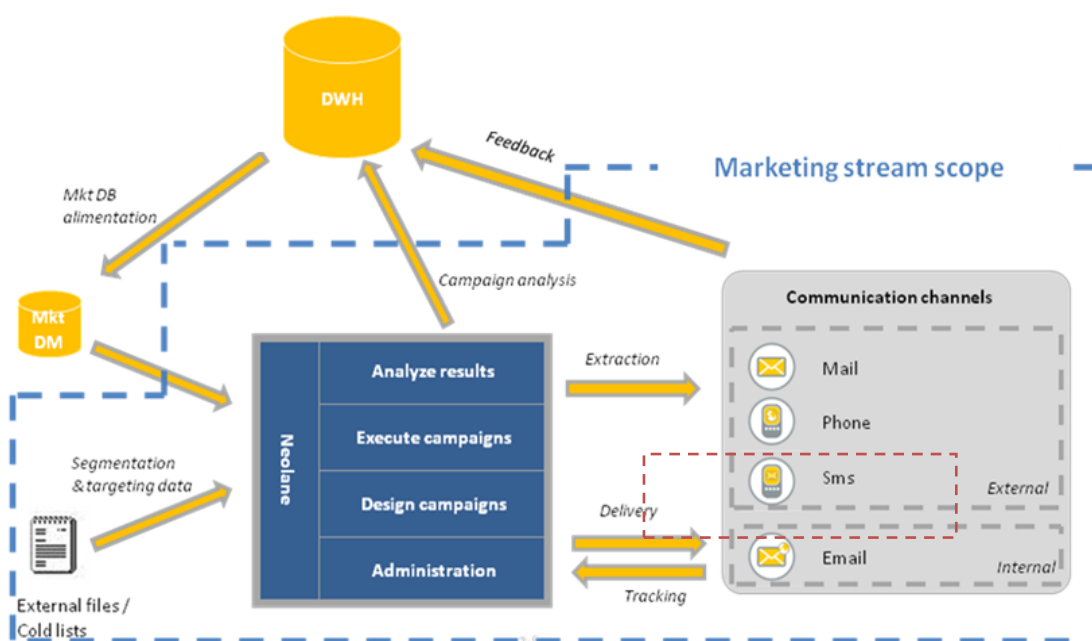 DWH
Feedback
Marketing stream scope
Mkt DB
alimentation
Campaign analysis
Communication channels
Mkt
DM
Extraction
Analyze results
Mail
Neolane
Execute campaigns
Phone
Segmentation
& targeting data
Sms
External
Design campaigns
Delivery
Email
Internal
Administration
Tracking
External files /
Cold lists